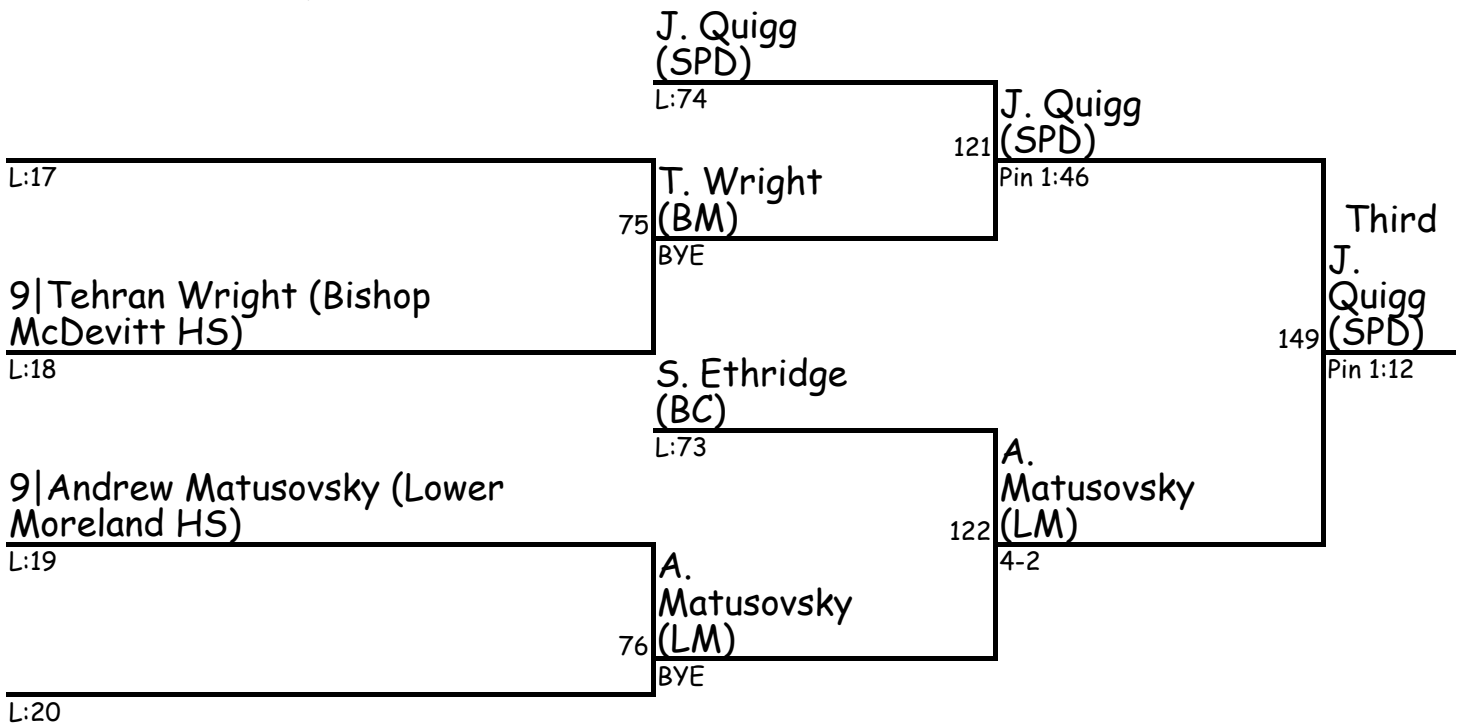 J. Quigg
(SPD)
L:74
J. Quigg
(SPD)
121
Pin 1:46
L:17
T. Wright
(BM)
75
BYE
Third
J.
Quigg
(SPD)
149
Pin 1:12
9|Tehran Wright (Bishop
McDevitt HS)
L:18
S. Ethridge
(BC)
L:73
A.
Matusovsky
(LM)
122
4-2
9|Andrew Matusovsky (Lower
Moreland HS)
L:19
A.
Matusovsky
(LM)
76
BYE
L:20